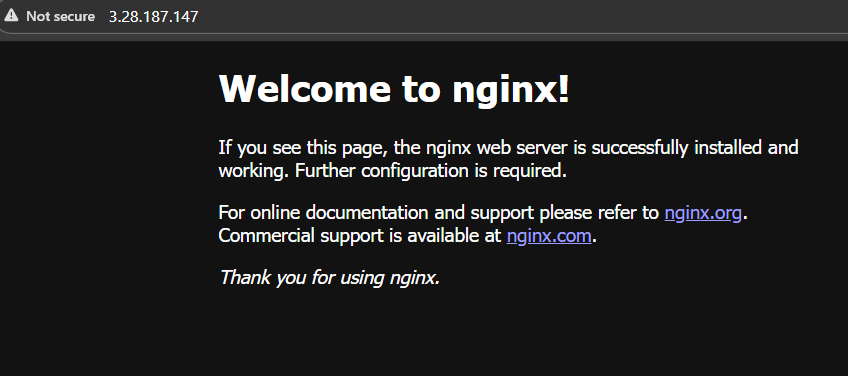 Not secure 3.28.187.147
Welcome to nginx!
If you see this page, the nginx web server is successfully installed and
working. Further configuration is required.
For online documentation and support please refer to nginx.org.
Commercial support is available at nginx.com.
Thank you for using nginx.